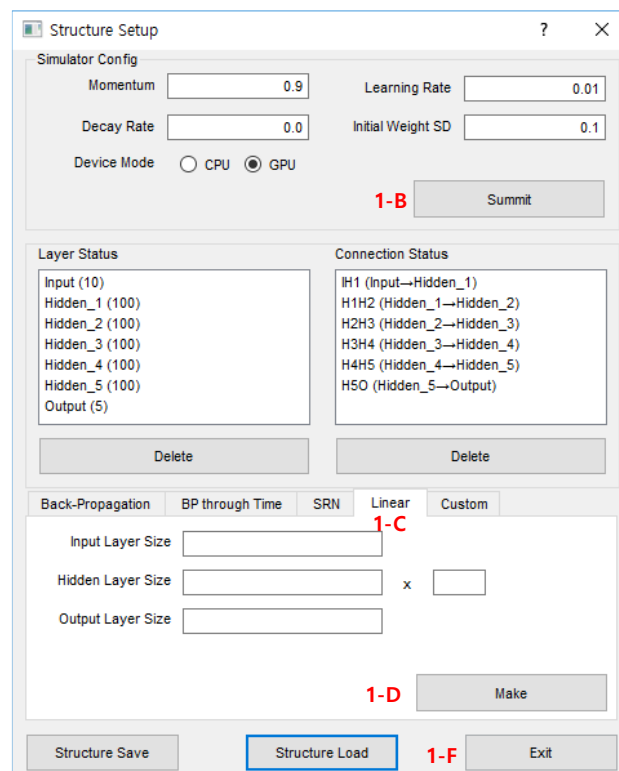 Structure Setup ? ×
Simulator Config
Momentum 0.9 Learning Rate 0.01
Decay Rate 0.0 Initial Weight SD 0.1
Device Mode CPU GPU
1-B Summit
Layer Status Connection Status
Input (10) IH1 (Input→Hidden_1)
Hidden_1 (100) H1H2 (Hidden_1→Hidden_2)
Hidden_2 (100) H2H3 (Hidden_2→Hidden_3)
Hidden_3 (100) H3H4 (Hidden_3→Hidden_4)
Hidden_4 (100) H4H5 (Hidden_4→Hidden_5)
Hidden_5 (100) H5O (Hidden_5→Output)
Output (5)
Delete Delete
Back-Propagation BP through Time SRN Linear Custom
1-C
Input Layer Size
Hidden Layer Size x
Output Layer Size
1-D Make
Structure Save Structure Load 1-F Exit